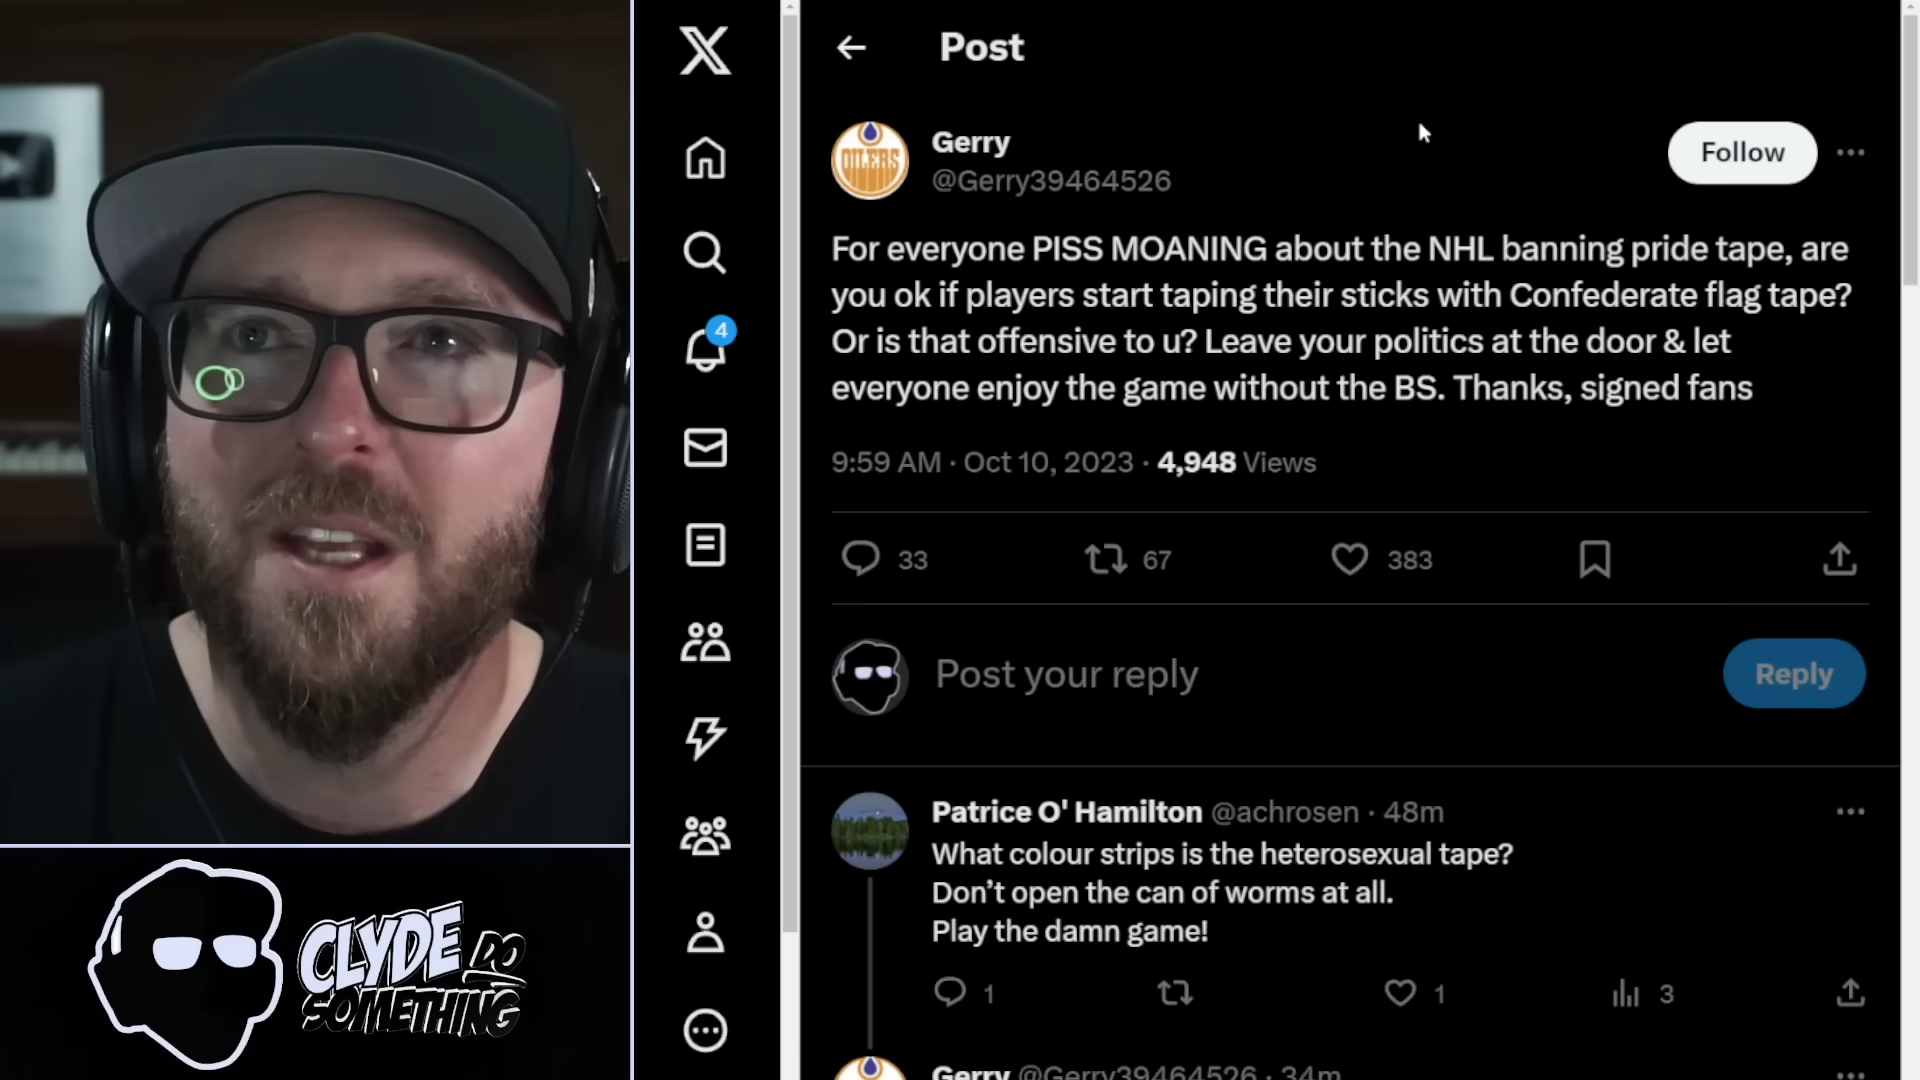 Post
Gerry
@Gerry39464526
Follow
OILERS
For everyone PISS MOANING about the NHL banning pride tape, are
you ok if players start taping their sticks with Confederate flag tape?
Or is that offensive to u? Leave your politics at the door & let
everyone enjoy the game without the BS. Thanks, signed fans
9:59 AM · Oct 10, 2023 · 4,948 Views
4
33
67
383
Post your reply
Reply
Patrice O' Hamilton @achrosen · 48m
What colour strips is the heterosexual tape?
Don’t open the can of worms at all.
Play the damn game!
1
1
3
Gerry @Gerry39464526 · 34m
CLYDE DO
SOMETHING